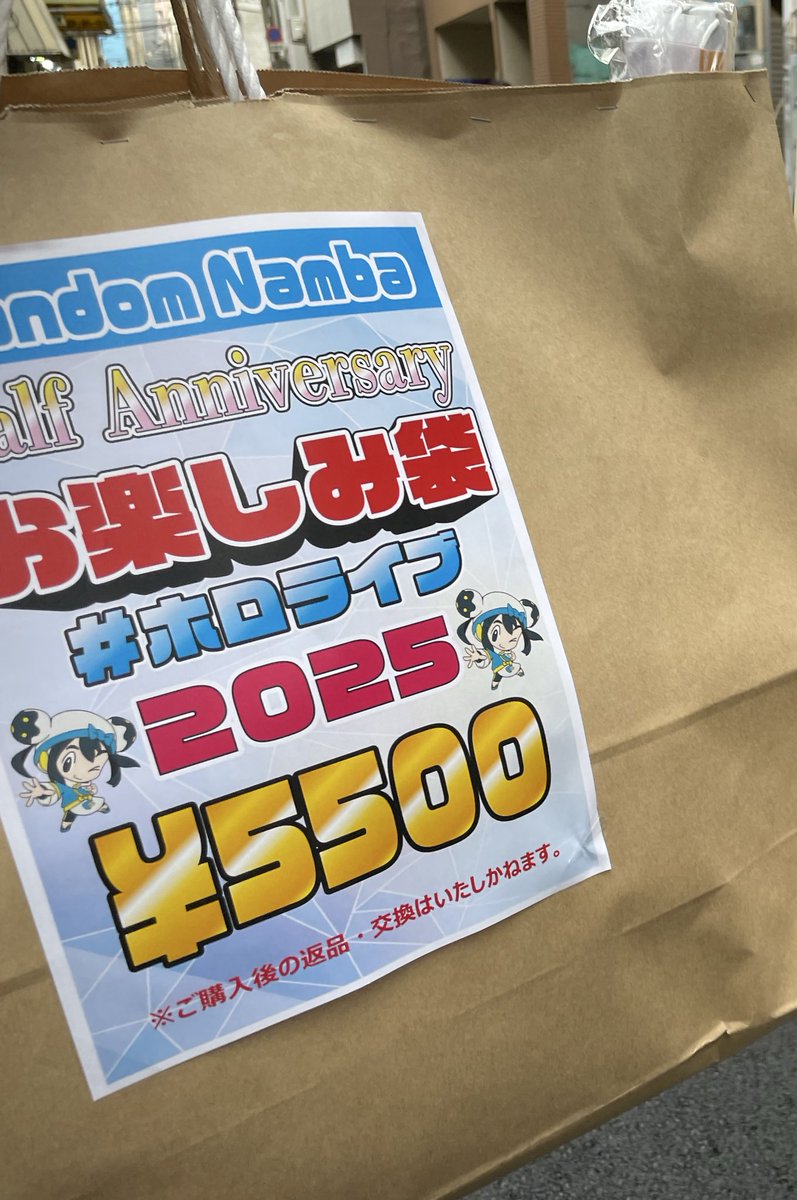 andom Namba
alf Anniversary
お楽しみ袋
#ホロライブ
2025
¥5500
※ご購入後の返品・交換はいたしかねます。